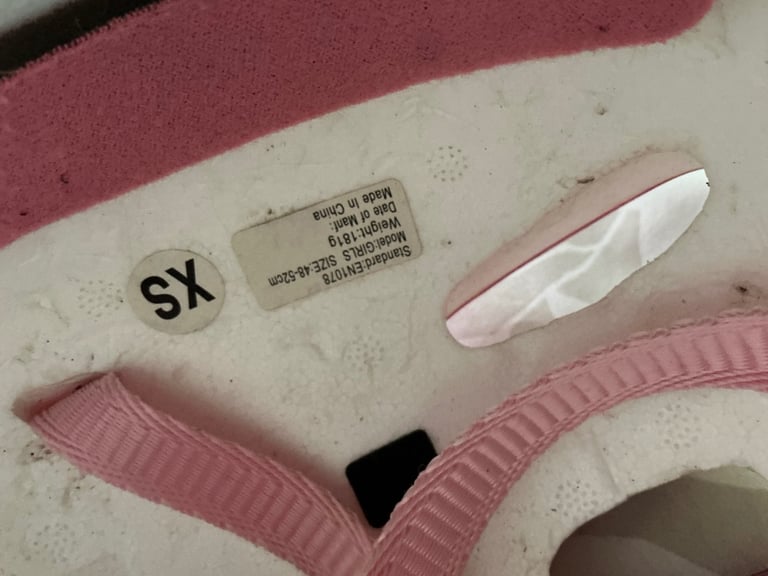 Standard:EN1078
Model:GIRLS SIZE:48-52cm
Weight:181g
Date of Manf:
Made In China
XS